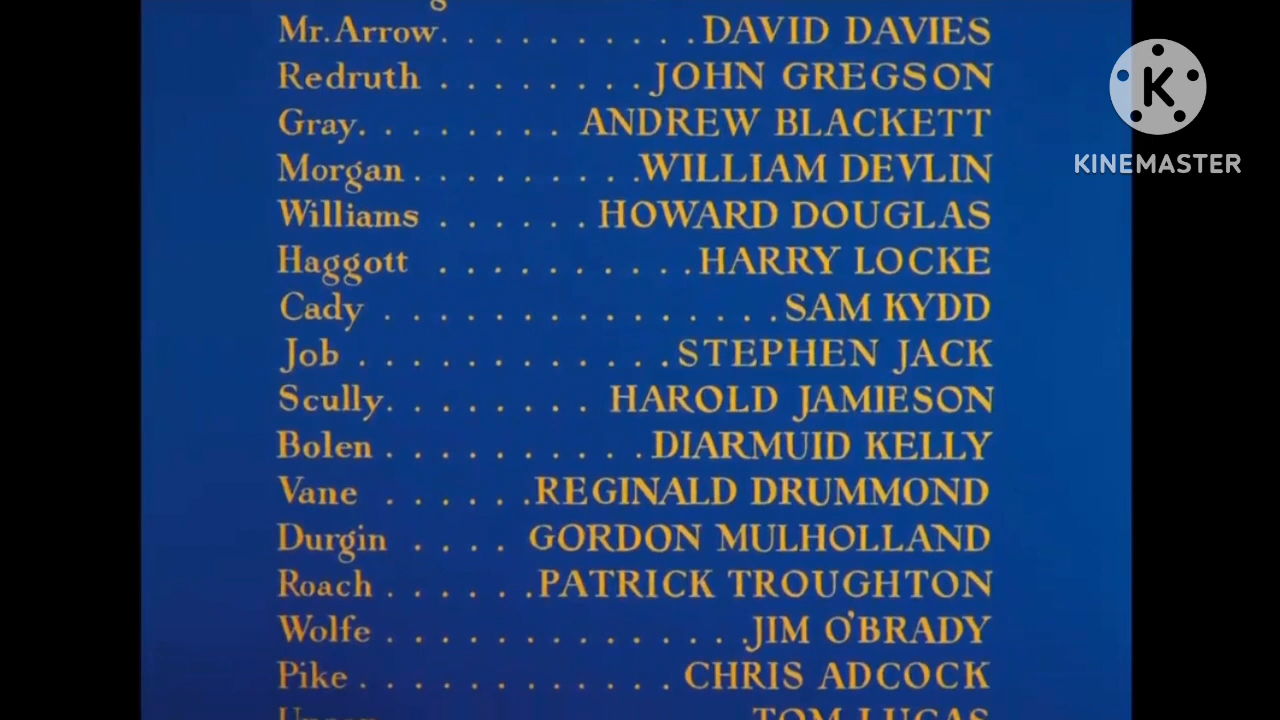 Mr. Arrow. . . . . . . . . . DAVID DAVIES
Redruth . . . . . . . . JOHN GREGSON
Gray. . . . . . . . ANDREW BLACKETT
Morgan . . . . . . . . . WILLIAM DEVLIN
Williams . . . . . . HOWARD DOUGLAS
Haggott . . . . . . . . . . HARRY LOCKE
Cady . . . . . . . . . . . . . . . SAM KYDD
Job . . . . . . . . . . . . STEPHEN JACK
Scully. . . . . . . . HAROLD JAMIESON
Bolen . . . . . . . . . . DIARMUID KELLY
Vane . . . . . . REGINALD DRUMMOND
Durgin . . . . GORDON MULHOLLAND
Roach . . . . . . PATRICK TROUGHTON
Wolfe . . . . . . . . . . . . . . JIM O'BRADY
Pike . . . . . . . . . . . . CHRIS ADCOCK
TOM LUCAS
K
KINEMASTER